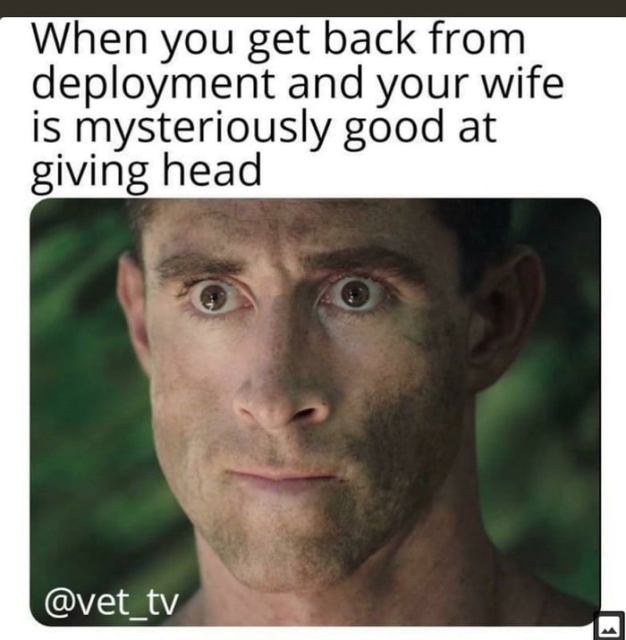 When you get back from
deployment and your wife
is mysteriously good at
giving head
@vet_tv